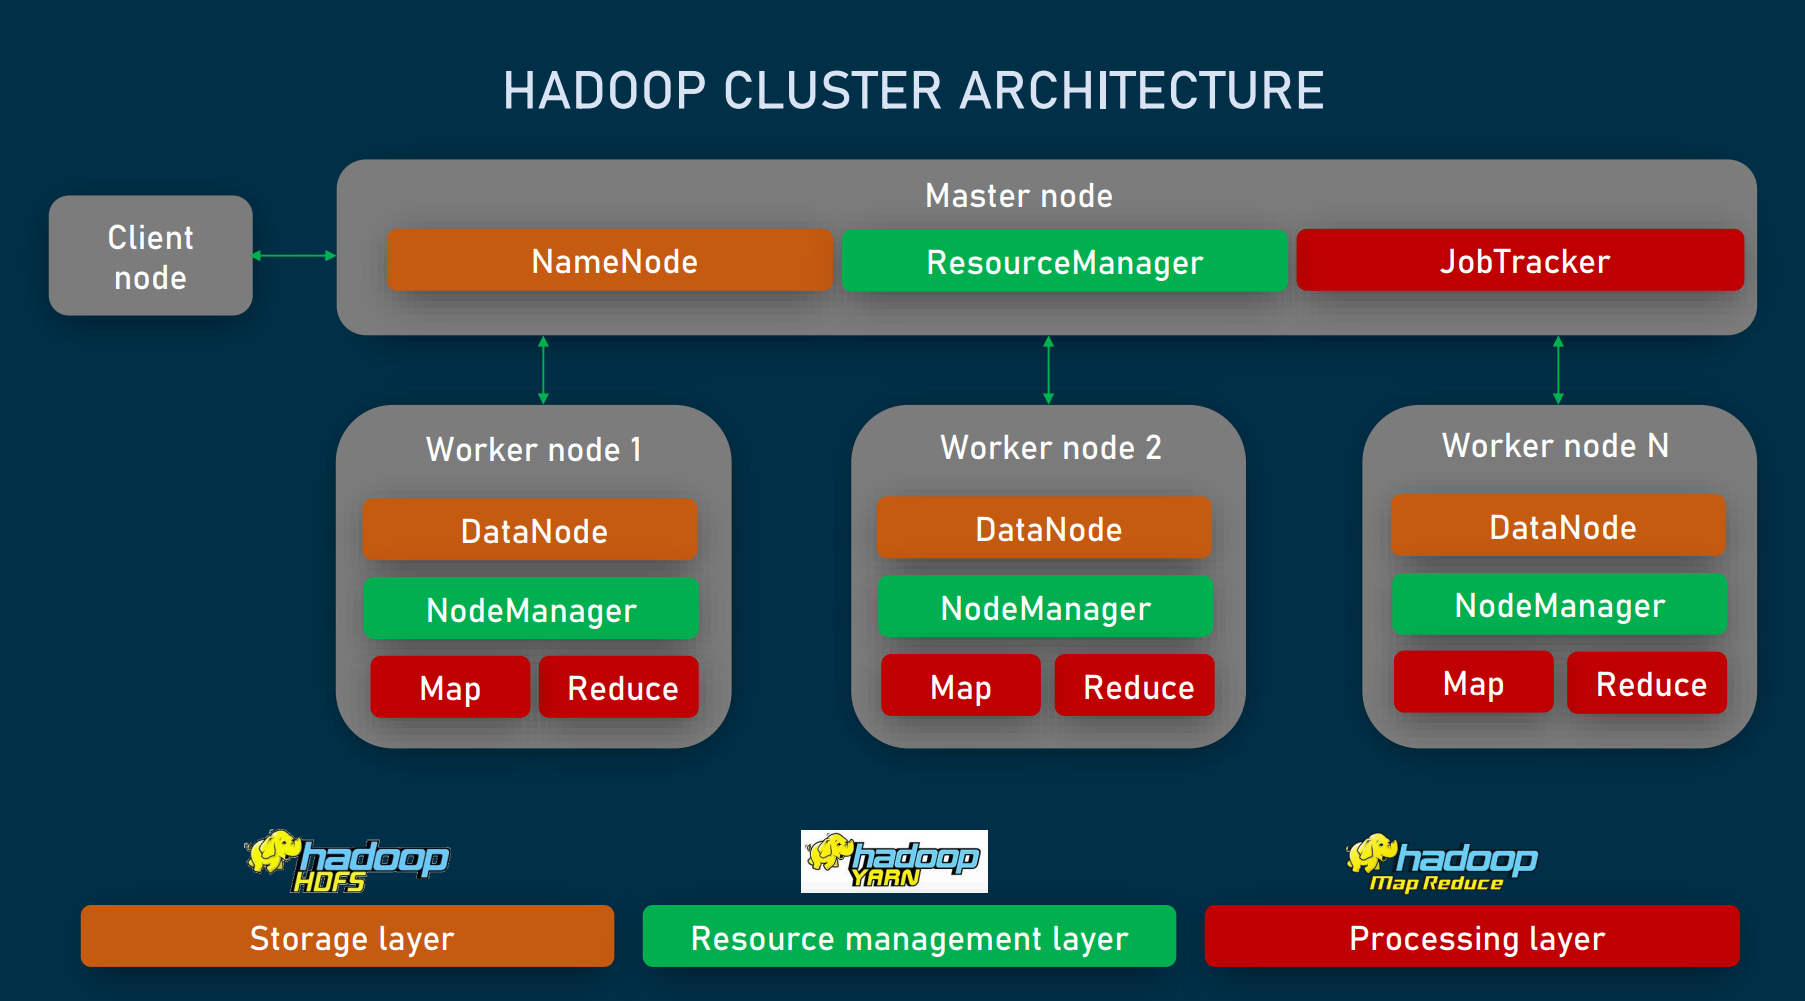 HADOOP CLUSTER ARCHITECTURE
Client
node
Master node
NameNode
ResourceManager
JobTracker
Worker node 1
DataNode
NodeManager
Map
Reduce
Worker node 2
DataNode
NodeManager
Map
Reduce
Worker node N
DataNode
NodeManager
Map
Reduce
hadoop
HDFS
hadoop
YARN
hadoop
Map Reduce
Storage layer
Resource management layer
Processing layer